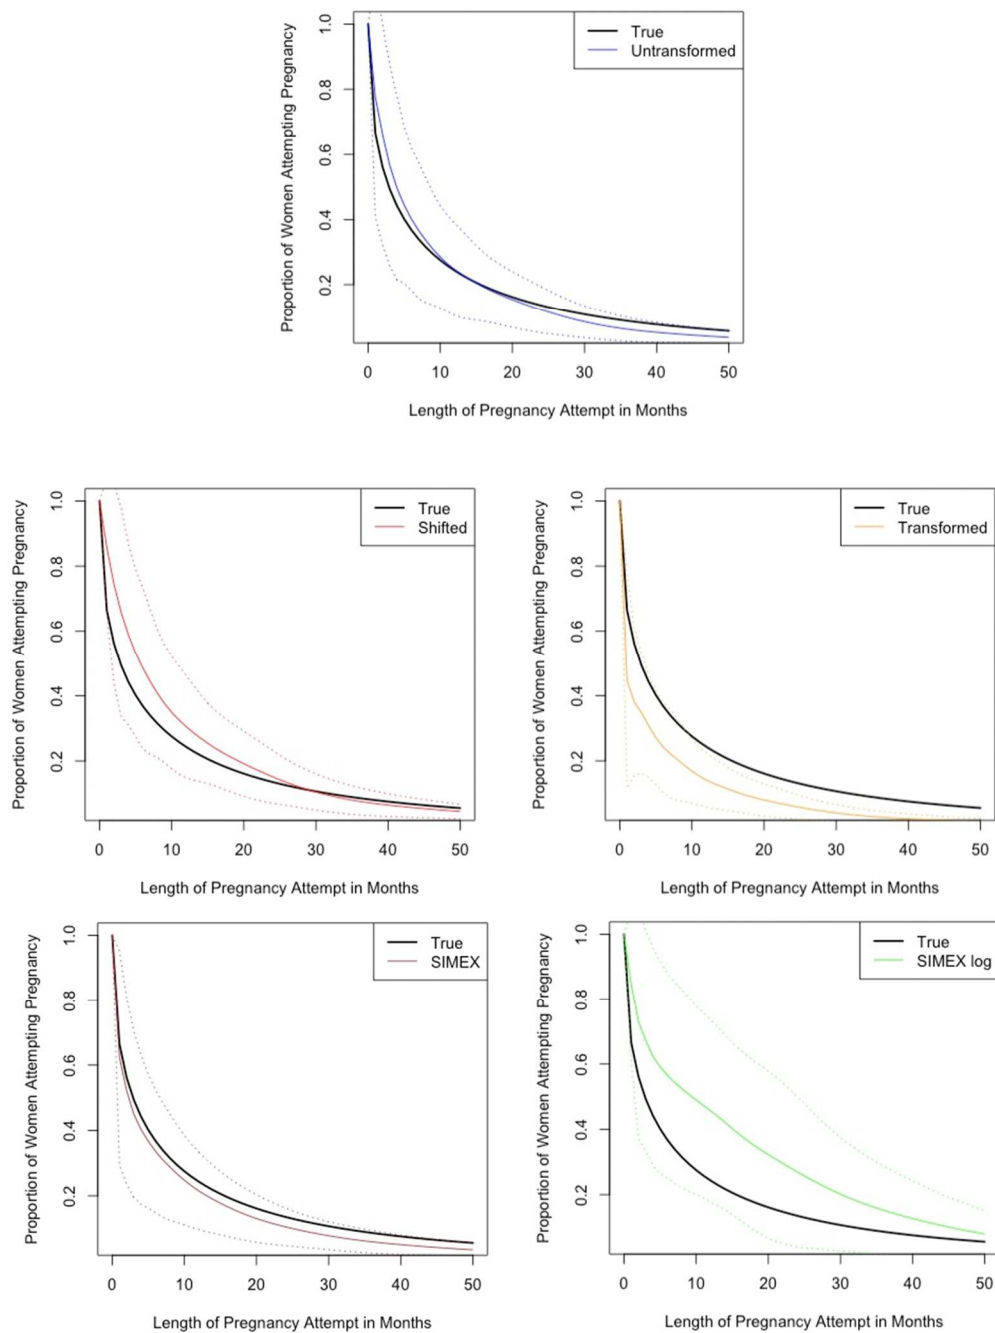 True
Untransformed
Proportion of Women Attempting Pregnancy
1.0
0.8
0.6
0.4
0.2
0 10 20 30 40 50
Length of Pregnancy Attempt in Months
True
Shifted
Proportion of Women Attempting Pregnancy
1.0
0.8
0.6
0.4
0.2
0 10 20 30 40 50
Length of Pregnancy Attempt in Months
True
Transformed
Proportion of Women Attempting Pregnancy
1.0
0.8
0.6
0.4
0.2
0 10 20 30 40 50
Length of Pregnancy Attempt in Months
True
SIMEX
Proportion of Women Attempting Pregnancy
1.0
0.8
0.6
0.4
0.2
0 10 20 30 40 50
Length of Pregnancy Attempt in Months
True
SIMEX log
Proportion of Women Attempting Pregnancy
1.0
0.8
0.6
0.4
0.2
0 10 20 30 40 50
Length of Pregnancy Attempt in Months